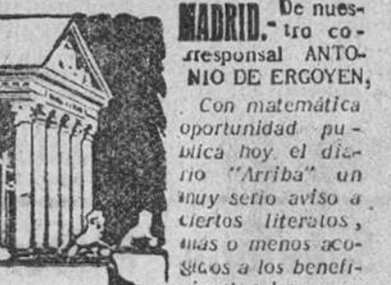 MADRID.- De nues-
tro co-
rresponsal ANTO-
NIO DE ERGOYEN,
Con matemática
oportunidad pu-
blica hoy el dia-
rio "Arriba" un
muy serio aviso a
ciertos literatos,
más o menos aco-
gidos a los benefi-